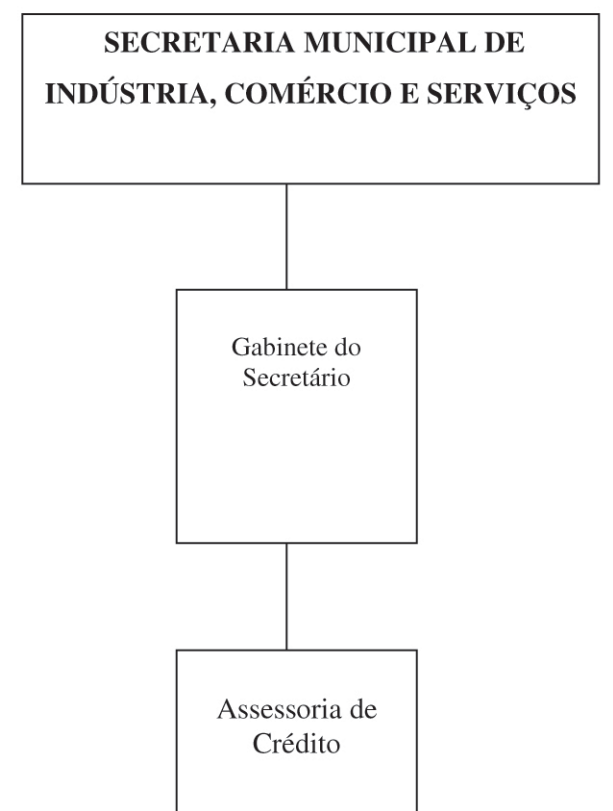 SECRETARIA MUNICIPAL DE
INDÚSTRIA, COMÉRCIO E SERVIÇOS
Gabinete do
Secretário
Assessoria de
Crédito